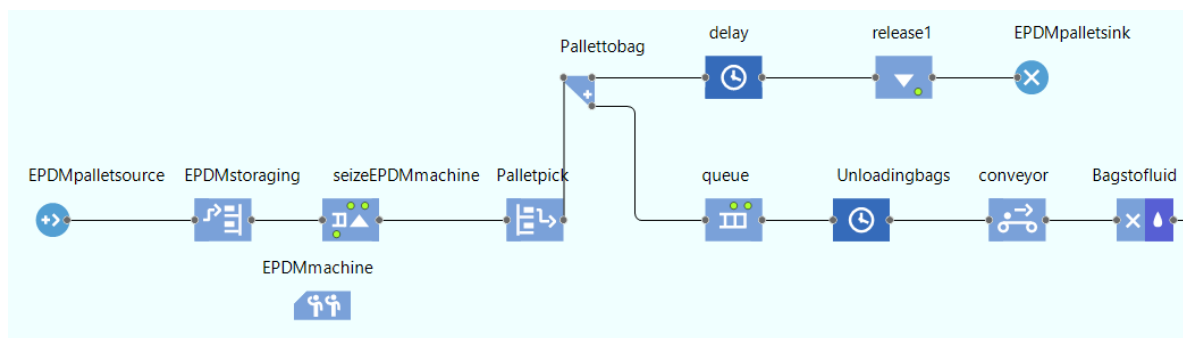 delay
release1
EPDMpalletsink
Pallettobag
EPDMpalletsource
EPDMstoraging
seizeEPDMmachine
Palletpick
queue
Unloadingbags
conveyor
Bagstofluid
EPDMmachine